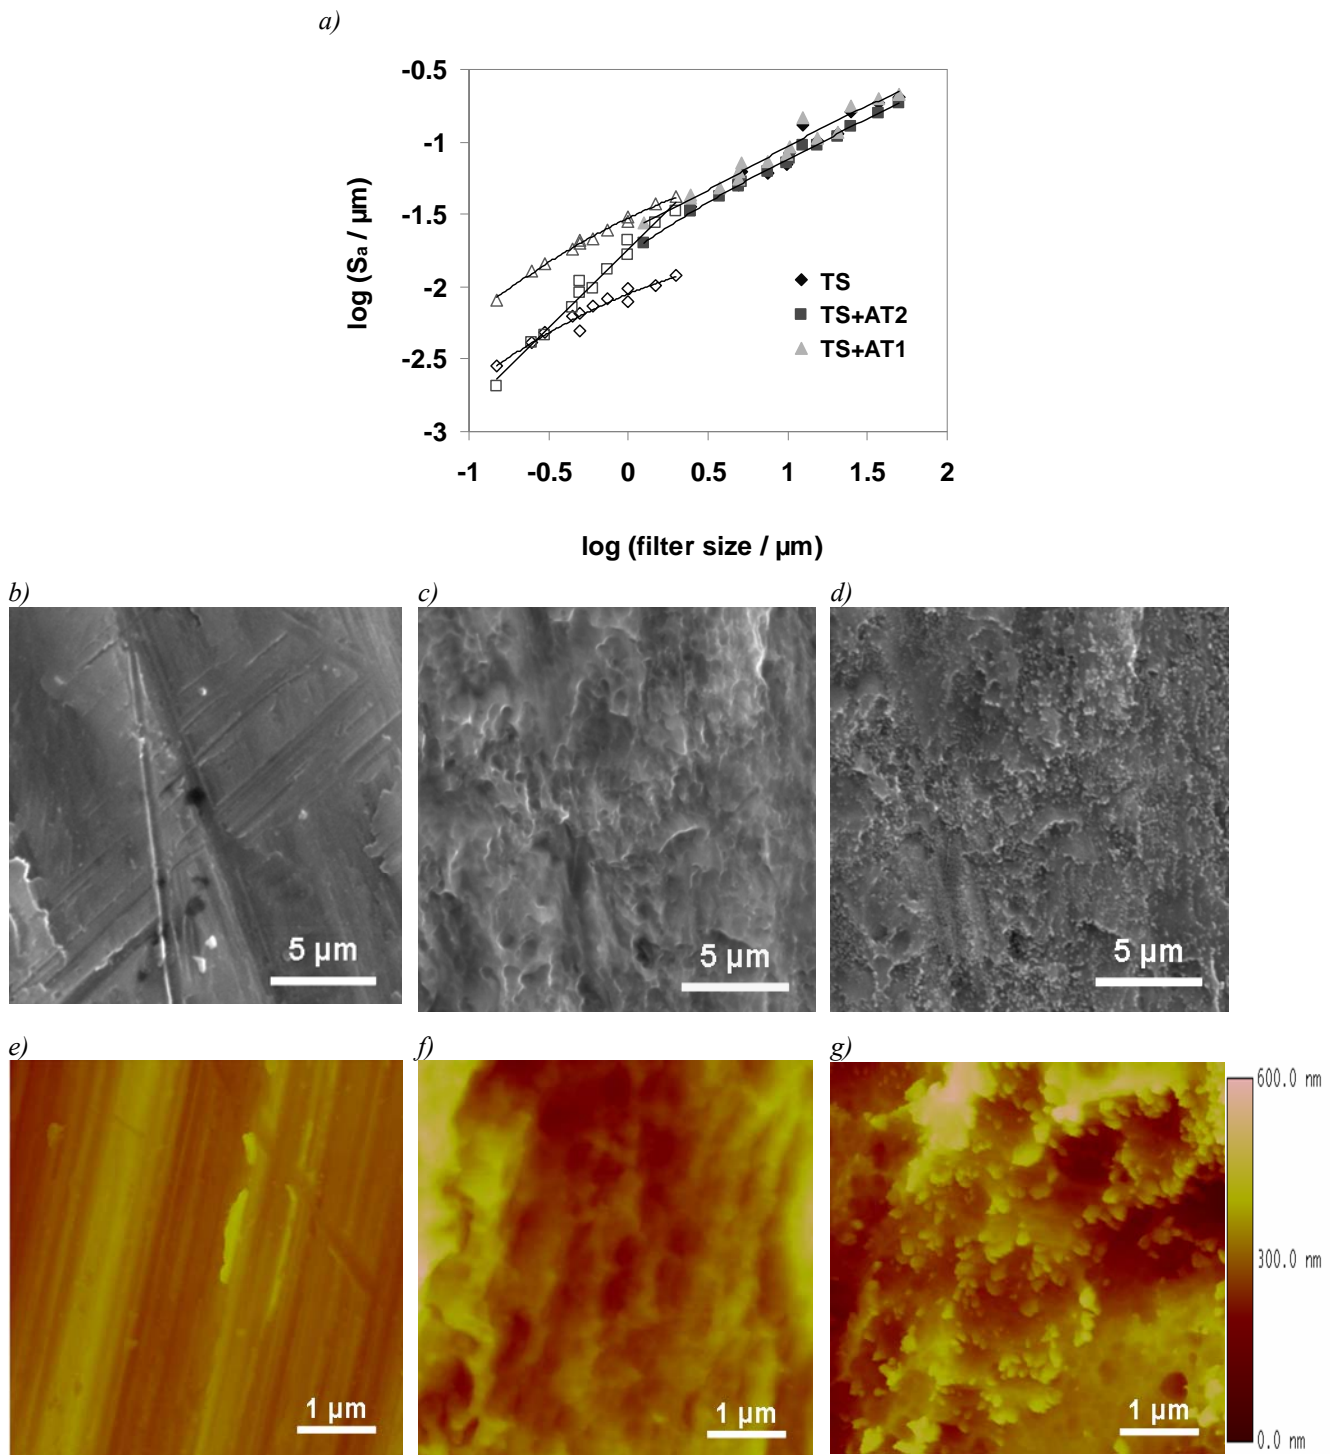 a)
-0.5
-1
-1.5
-2
-2.5
-3
log (Sa / µm)
-1 -0.5 0 0.5 1 1.5 2
log (filter size / µm)
TS
TS+AT2
TS+AT1
b) c) d)
5 µm 5 µm 5 µm
e) f) g)
600.0 nm
300.0 nm
0.0 nm
1 µm 1 µm 1 µm